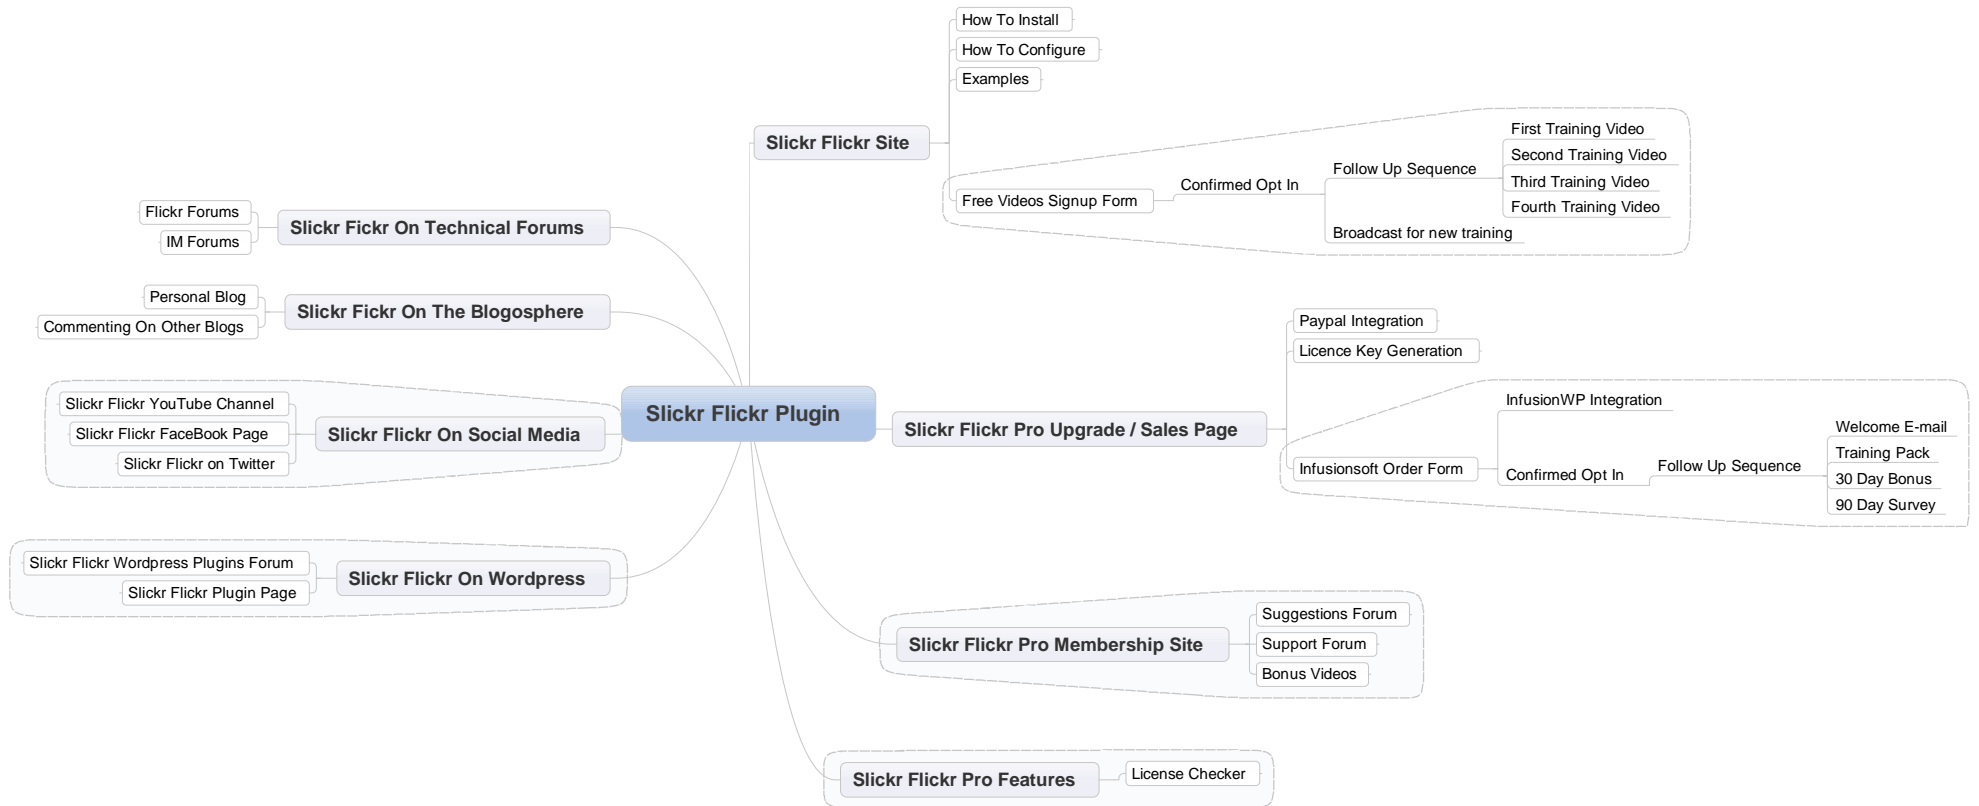 Slickr Flickr Plugin
Slickr Flickr Site
How To Install
How To Configure
Examples
Free Videos Signup Form
Confirmed Opt In
Follow Up Sequence
First Training Video
Second Training Video
Third Training Video
Fourth Training Video
Broadcast for new training
Slickr Flickr Pro Upgrade / Sales Page
Paypal Integration
Licence Key Generation
Infusionsoft Order Form
InfusionWP Integration
Confirmed Opt In
Follow Up Sequence
Welcome E-mail
Training Pack
30 Day Bonus
90 Day Survey
Slickr Flickr Pro Membership Site
Suggestions Forum
Support Forum
Bonus Videos
Slickr Flickr Pro Features
License Checker
Slickr Fickr On Technical Forums
Flickr Forums
IM Forums
Slickr Fickr On The Blogosphere
Personal Blog
Commenting On Other Blogs
Slickr Flickr On Social Media
Slickr Flickr YouTube Channel
Slickr Flickr FaceBook Page
Slickr Flickr on Twitter
Slickr Flickr On Wordpress
Slickr Flickr Wordpress Plugins Forum
Slickr Flickr Plugin Page